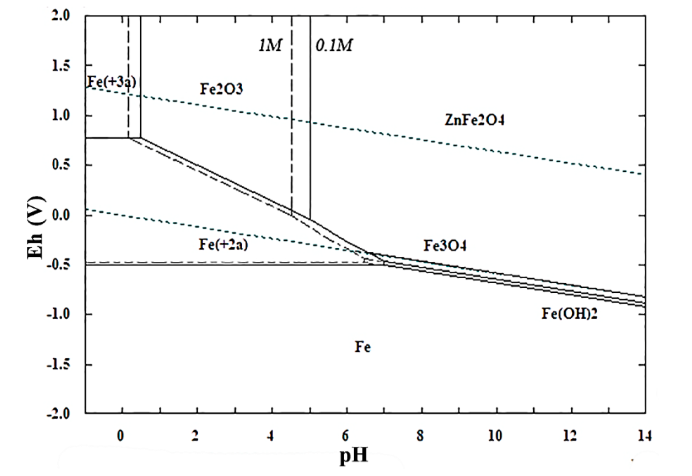 2.0
1M 0.1M
1.5
Fe(+3a)
Fe2O3
1.0
ZnFe2O4
0.5
Eh (V)
0.0
Fe(+2a)
Fe3O4
-0.5
-1.0
Fe(OH)2
Fe
-1.5
-2.0
0 2 4 6 8 10 12 14
pH